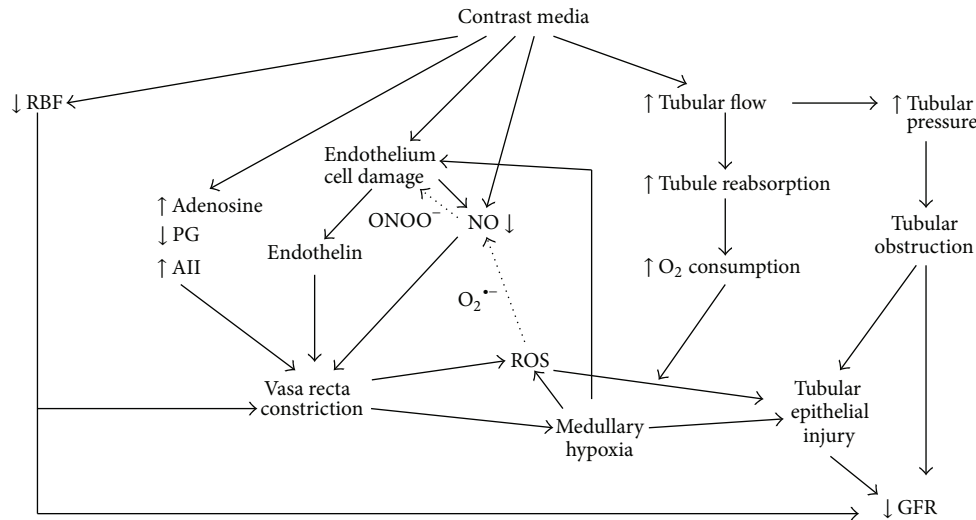 Contrast media
↓ RBF
↑ Tubular flow
↑ Tubular
pressure
Endothelium
cell damage
↑ Adenosine
↓ PG
↑ AII
ONOO⁻
NO ↓
↑ Tubule reabsorption
Tubular
obstruction
Endothelin
↑ O₂ consumption
O₂•−
ROS
Vasa recta
constriction
Medullary
hypoxia
Tubular
epithelial
injury
↓ GFR